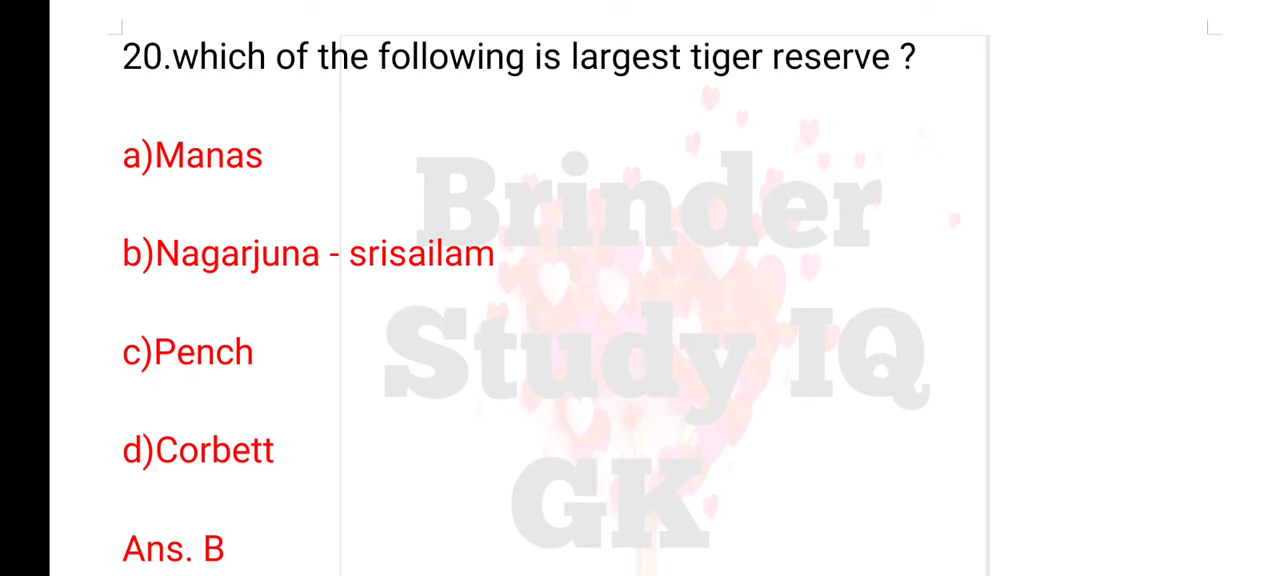 20.which of the following is largest tiger reserve ?
a)Manas
b)Nagarjuna - srisailam
c)Pench
d)Corbett
Ans. B
Brinder
Study IQ
GK